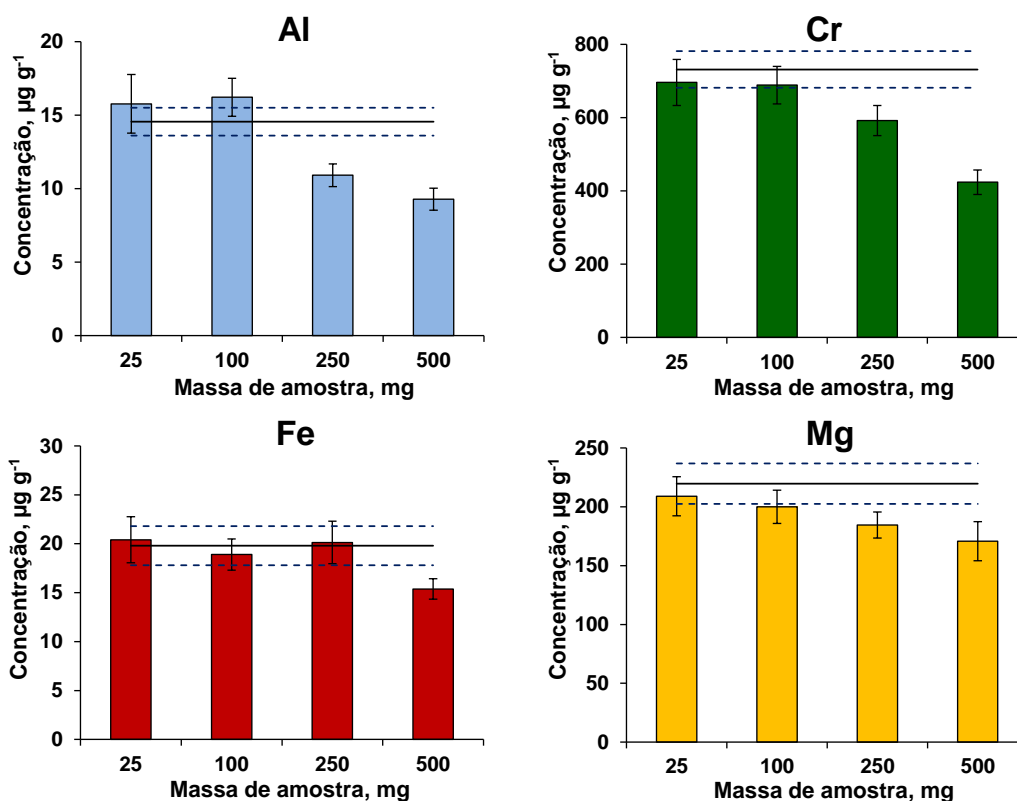 Al
Concentração, µg g⁻¹
20
15
10
5
0
25 100 250 500
Massa de amostra, mg
Cr
Concentração, µg g⁻¹
800
600
400
200
0
25 100 250 500
Massa de amostra, mg
Fe
Concentração, µg g⁻¹
30
25
20
15
10
5
0
25 100 250 500
Massa de amostra, mg
Mg
Concentração, µg g⁻¹
250
200
150
100
50
0
25 100 250 500
Massa de amostra, mg